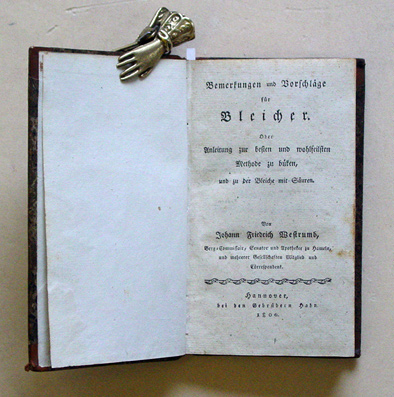 Bemerkungen und Vorschläge
für
Bleicher.
Oder
Anleitung zur besten und wohlfeilsten
Methode zu büken,
und zu der Bleiche mit Säuren.
Von
Johann Friedrich Westrumb,
Berg-Commissair, Senator und Apotheker zu Hameln,
und mehrerer Gesellschaften Mitglied und
Correspondent.
Hannover,
bei den Gebrüdern Hahn.
1800.